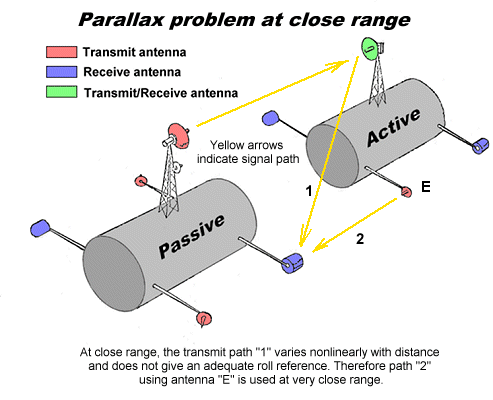 Parallax problem at close range
Transmit antenna
Receive antenna
Transmit/Receive antenna
Yellow arrows
indicate signal path
Active
1
E
2
Passive
At close range, the transmit path "1" varies nonlinearly with distance
and does not give an adequate roll reference. Therefore path "2"
using antenna "E" is used at very close range.